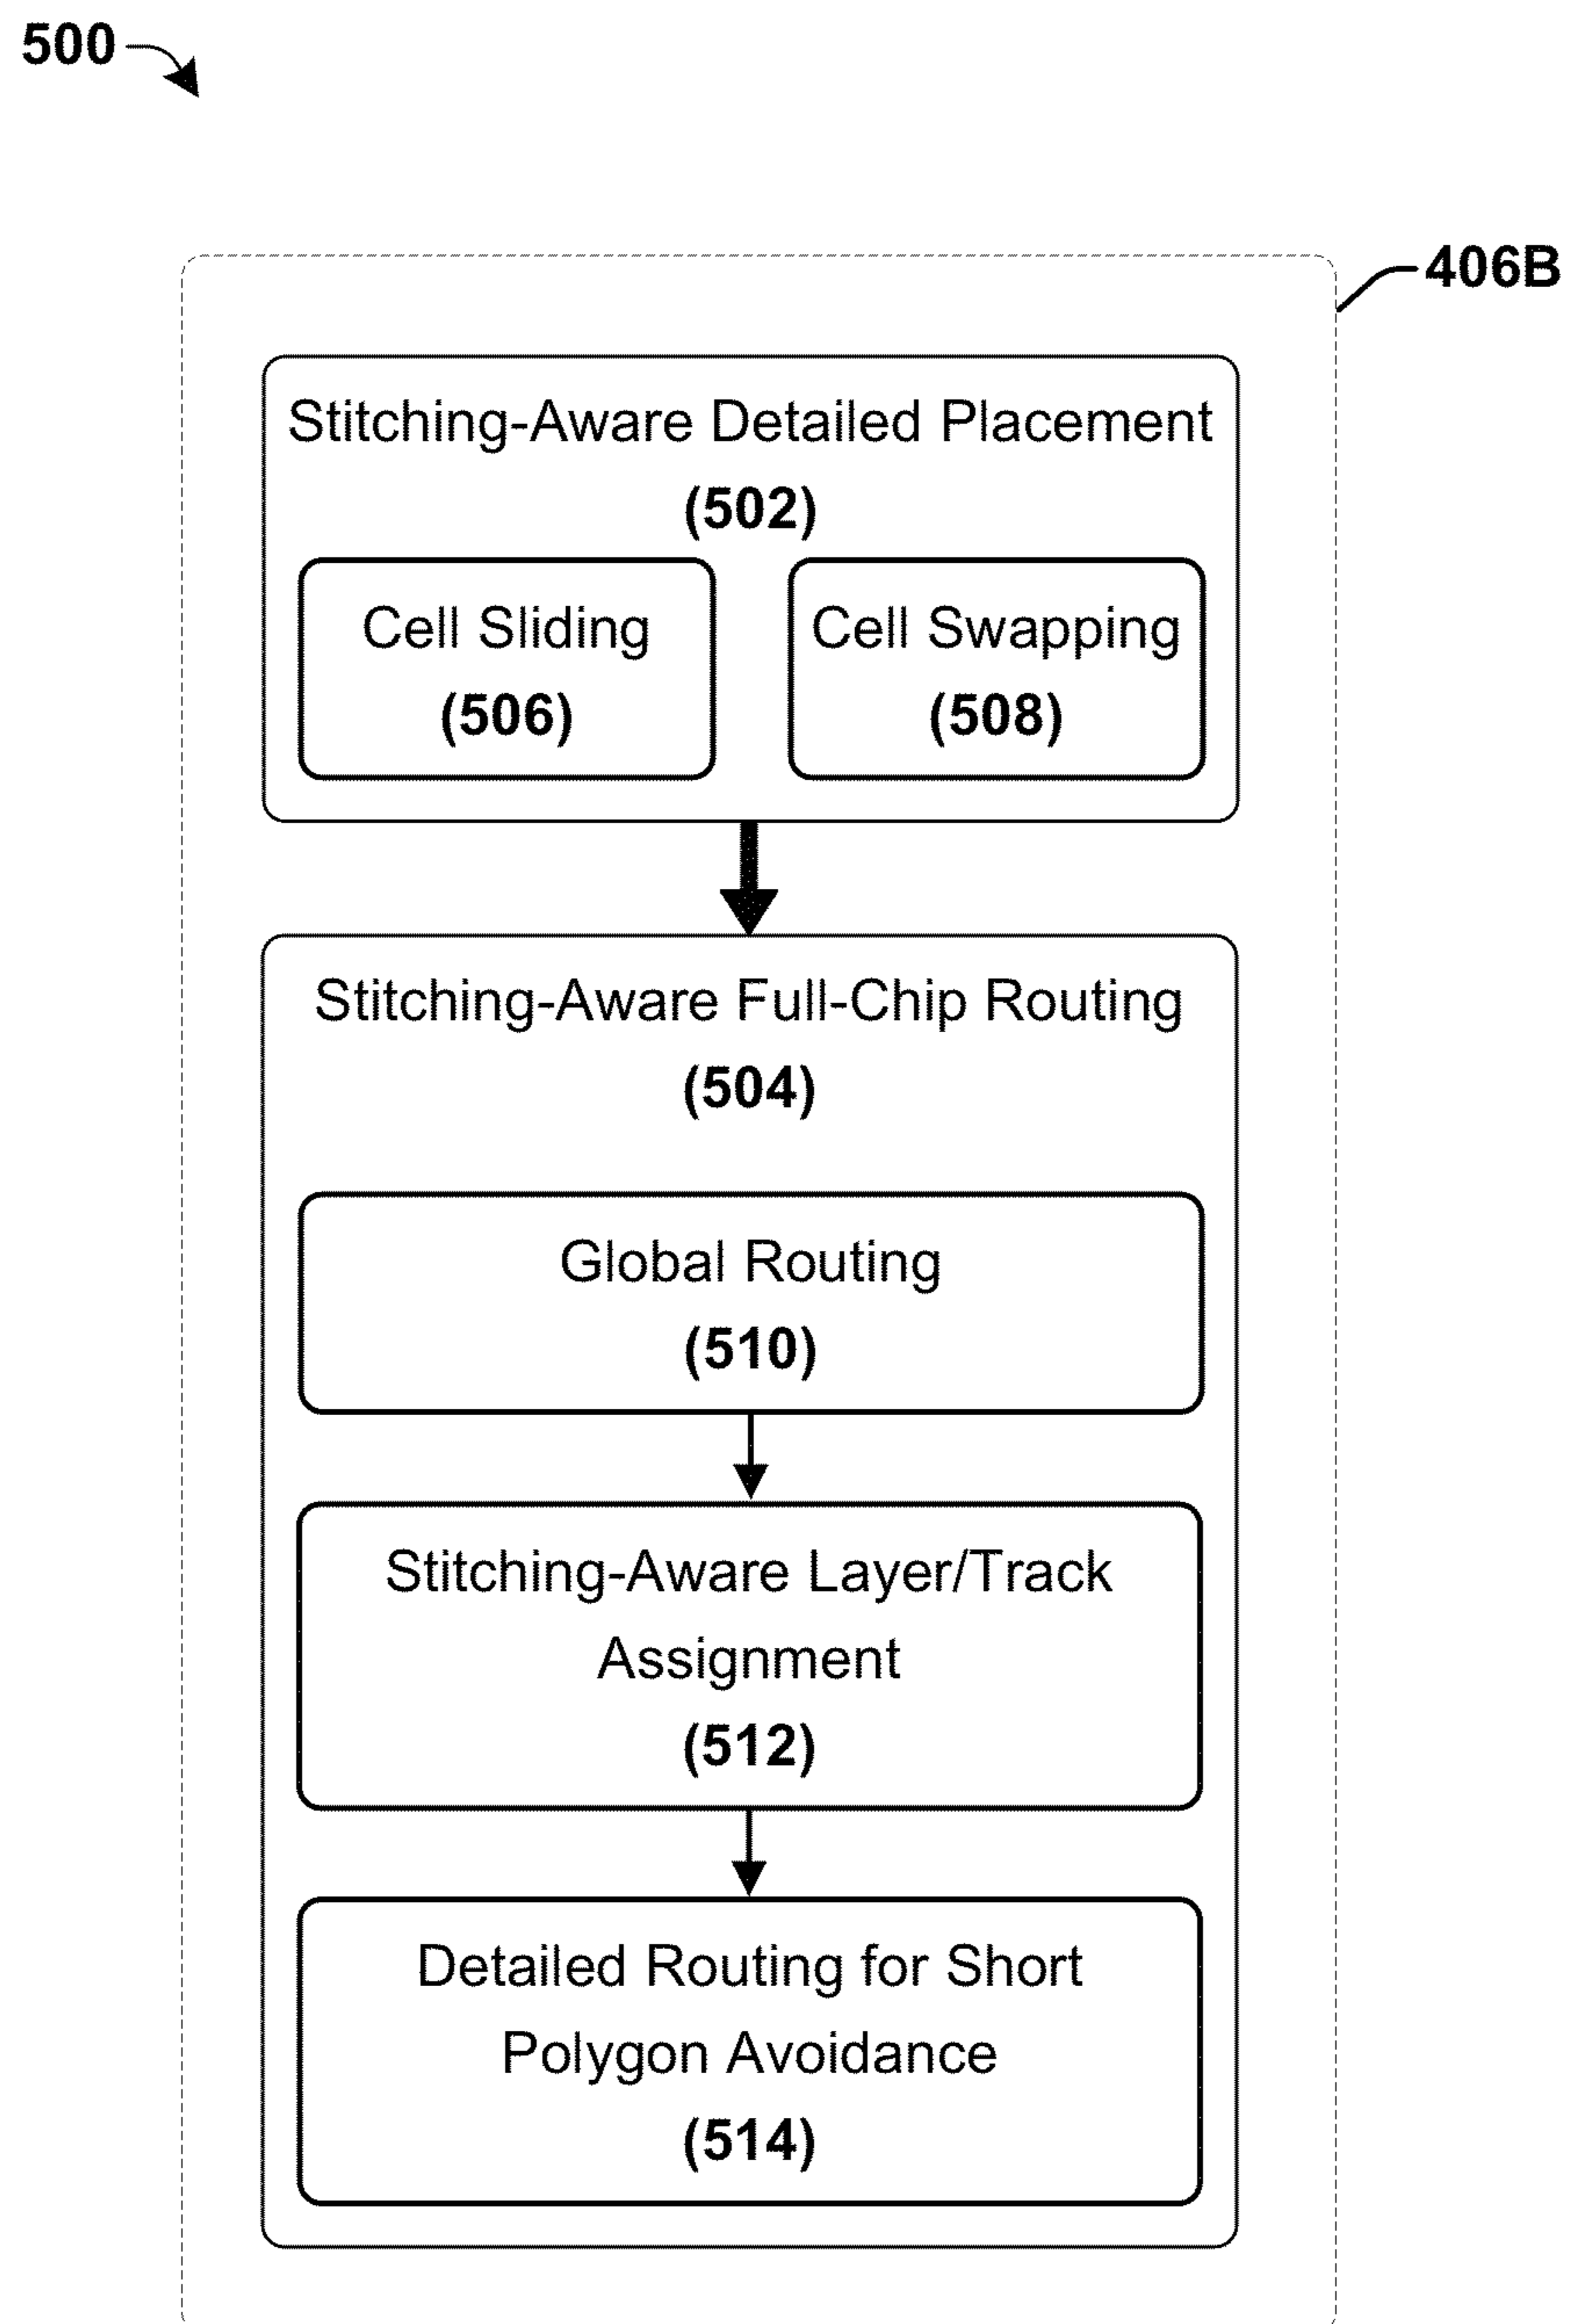 500
406B
Stitching-Aware Detailed Placement
(502)
Cell Sliding
(506)
Cell Swapping
(508)
Stitching-Aware Full-Chip Routing
(504)
Global Routing
(510)
Stitching-Aware Layer/Track
Assignment
(512)
Detailed Routing for Short
Polygon Avoidance
(514)